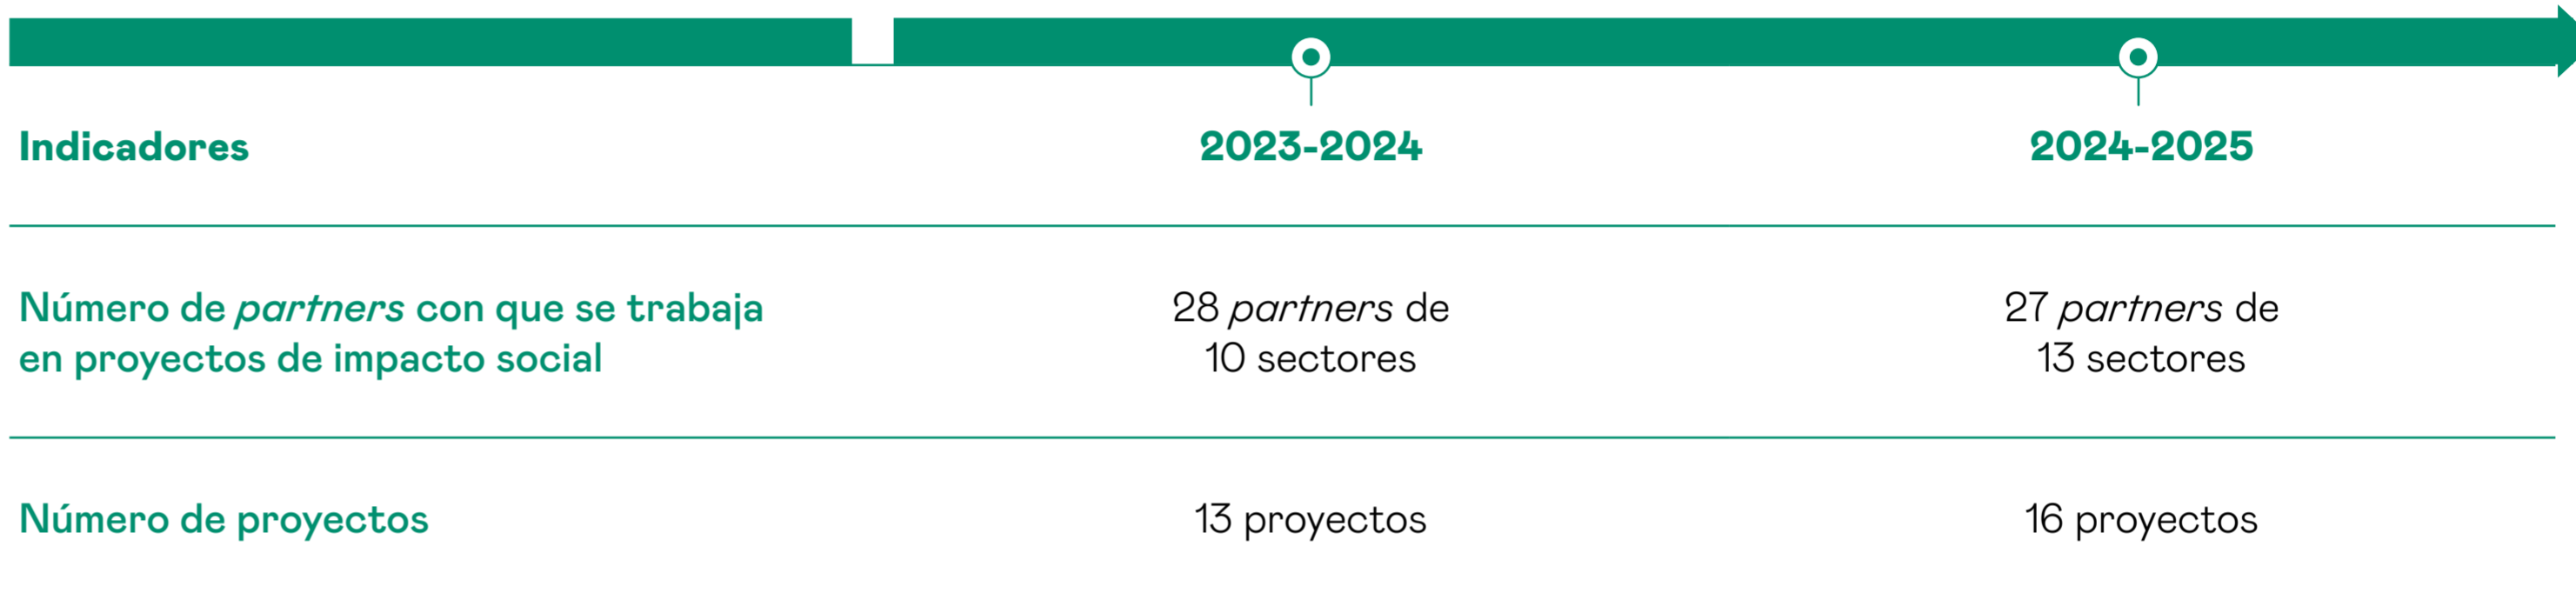 Indicadores 2023-2024 2024-2025
Número de partners con que se trabaja
en proyectos de impacto social
28 partners de
10 sectores
27 partners de
13 sectores
Número de proyectos 13 proyectos 16 proyectos